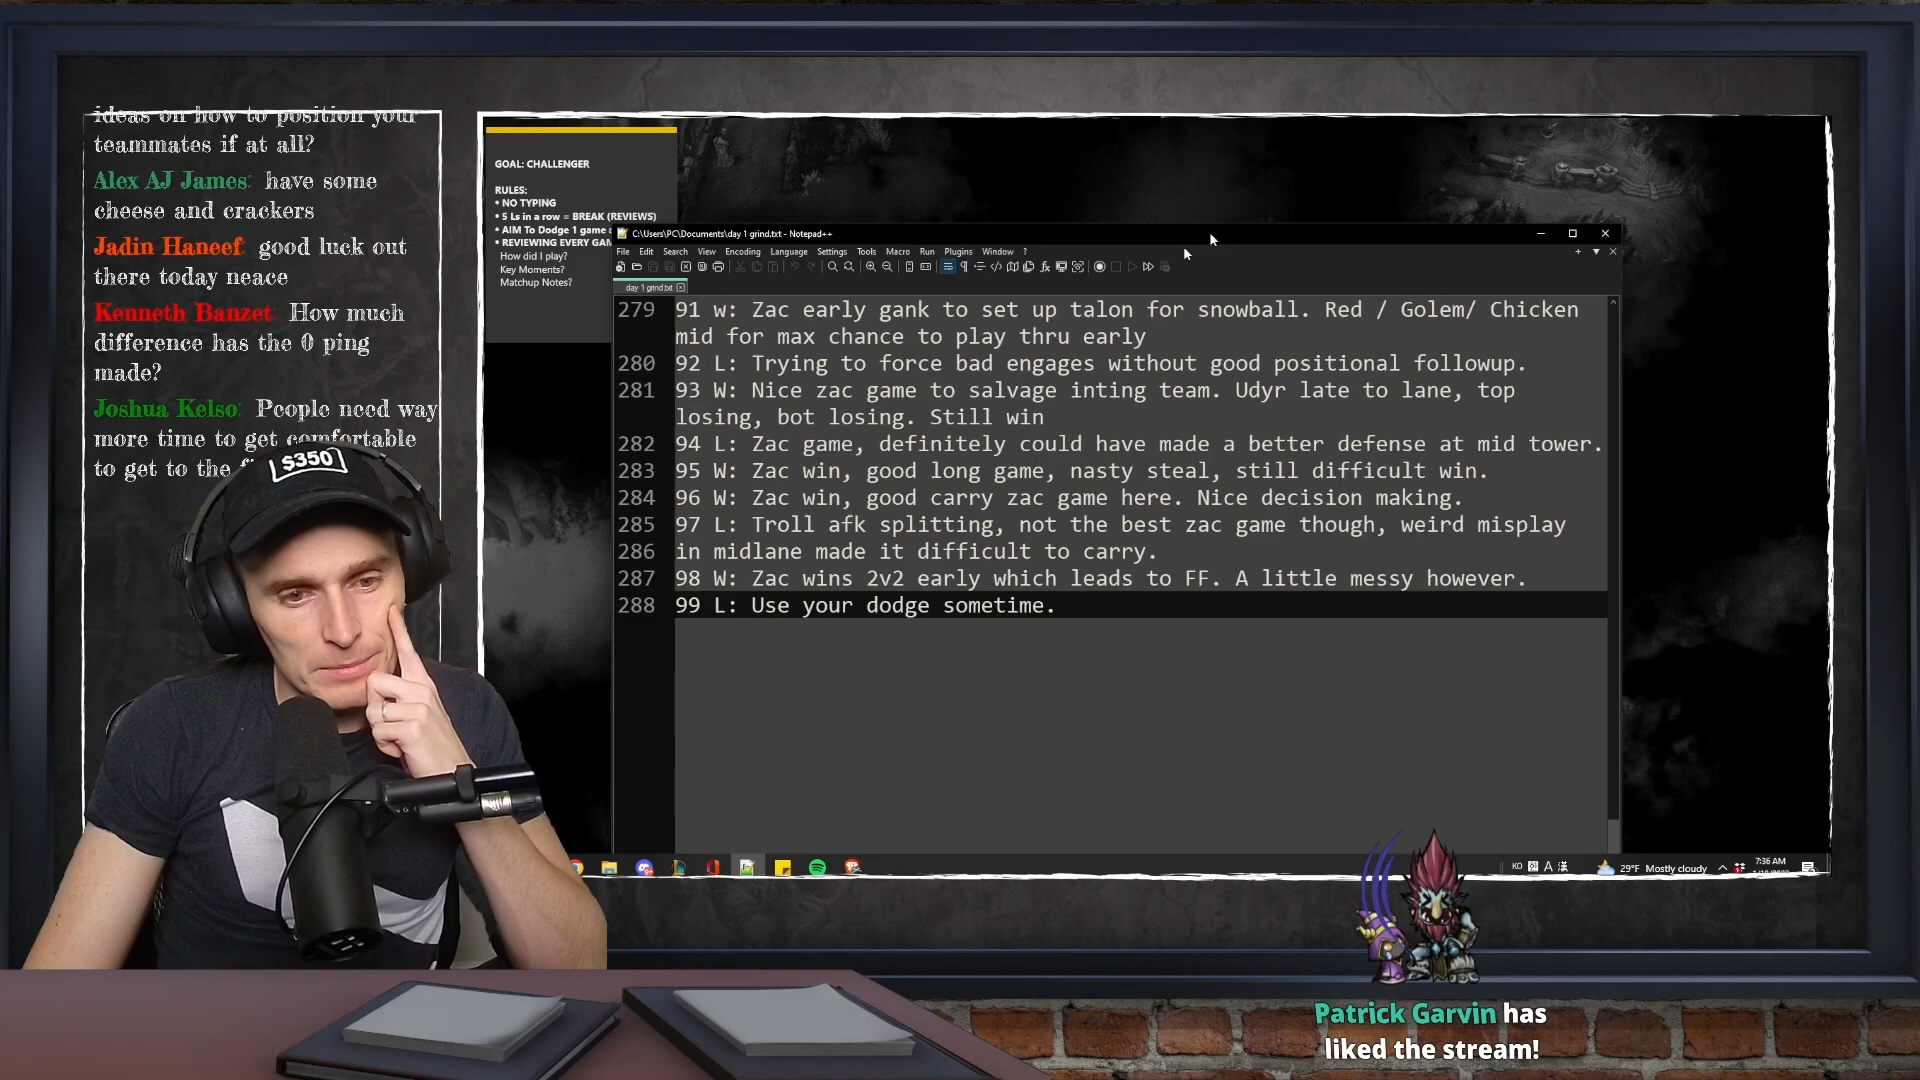 ideas on how to position your
teammates if at all?
Alex AJ James: have some
cheese and crackers
Jadin Haneef: good luck out
there today neace
Kenneth Banzet: How much
difference has the 0 ping
made?
Joshua Kelso: People need way
more time to get comfortable
to get to the
$350
GOAL: CHALLENGER
RULES:
• NO TYPING
• 5 Ls in a row = BREAK (REVIEWS)
• AIM To Dodge 1 game
• REVIEWING EVERY GAM
How did I play?
Key Moments?
Matchup Notes?
C:\Users\PC\Documents\day 1 grind.txt - Notepad++
File Edit Search View Encoding Language Settings Tools Macro Run Plugins Window ?
day 1 grind.txt
279 91 w: Zac early gank to set up talon for snowball. Red / Golem/ Chicken
mid for max chance to play thru early
280 92 L: Trying to force bad engages without good positional followup.
281 93 W: Nice zac game to salvage inting team. Udyr late to lane, top
losing, bot losing. Still win
282 94 L: Zac game, definitely could have made a better defense at mid tower.
283 95 W: Zac win, good long game, nasty steal, still difficult win.
284 96 W: Zac win, good carry zac game here. Nice decision making.
285 97 L: Troll afk splitting, not the best zac game though, weird misplay
286 in midlane made it difficult to carry.
287 98 W: Zac wins 2v2 early which leads to FF. A little messy however.
288 99 L: Use your dodge sometime.
KO A 漢 29°F Mostly cloudy 7:36 AM
Patrick Garvin has
liked the stream!